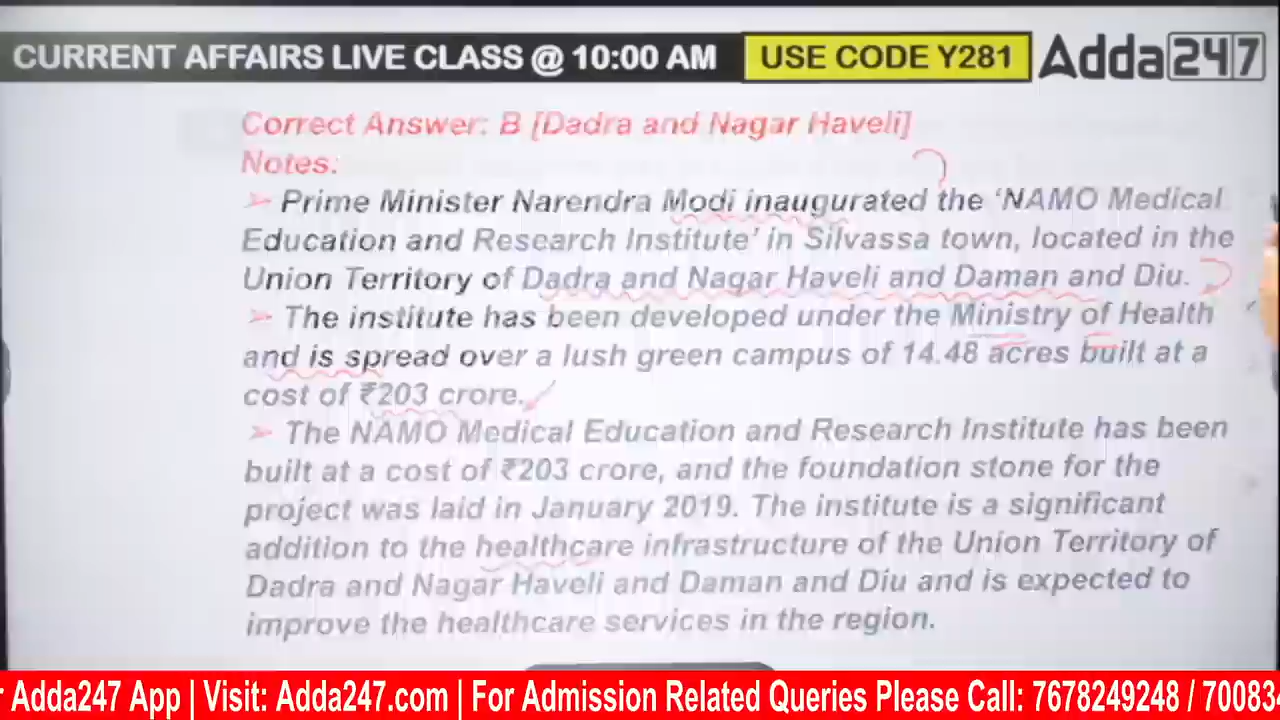 CURRENT AFFAIRS LIVE CLASS @ 10:00 AM USE CODE Y281 Adda247
Correct Answer: B [Dadra and Nagar Haveli]
Notes:
➢ Prime Minister Narendra Modi inaugurated the ‘NAMO Medical
Education and Research Institute’ in Silvassa town, located in the
Union Territory of Dadra and Nagar Haveli and Daman and Diu.
➢ The institute has been developed under the Ministry of Health
and is spread over a lush green campus of 14.48 acres built at a
cost of ₹203 crore.
➢ The NAMO Medical Education and Research Institute has been
built at a cost of ₹203 crore, and the foundation stone for the
project was laid in January 2019. The institute is a significant
addition to the healthcare infrastructure of the Union Territory of
Dadra and Nagar Haveli and Daman and Diu and is expected to
improve the healthcare services in the region.
r Adda247 App | Visit: Adda247.com | For Admission Related Queries Please Call: 7678249248 / 70083